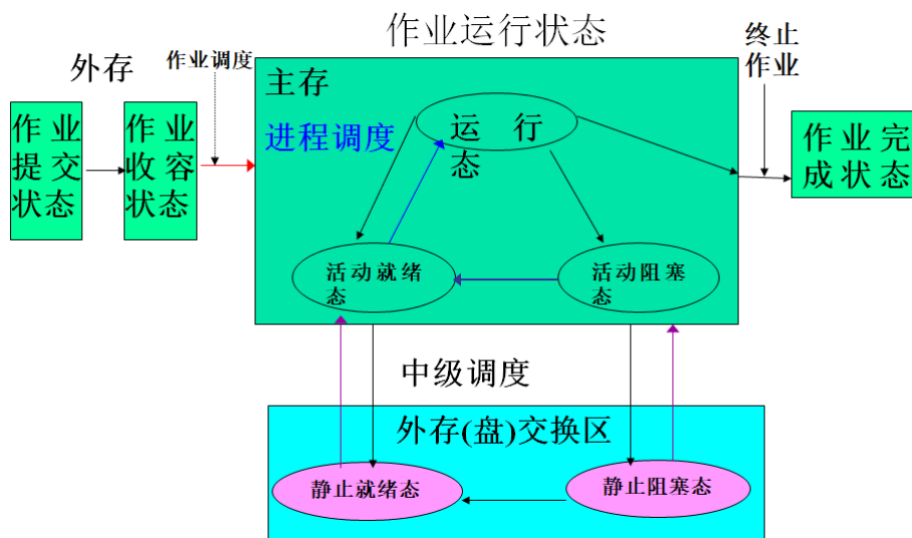 作业运行状态
外存
作业调度
终止
作业
主存
进程调度
作业
提交
状态
作业
收容
状态
运行
态
作业完
成状态
活动就绪
态
活动阻塞
态
中级调度
外存(盘)交换区
静止就绪态
静止阻塞态